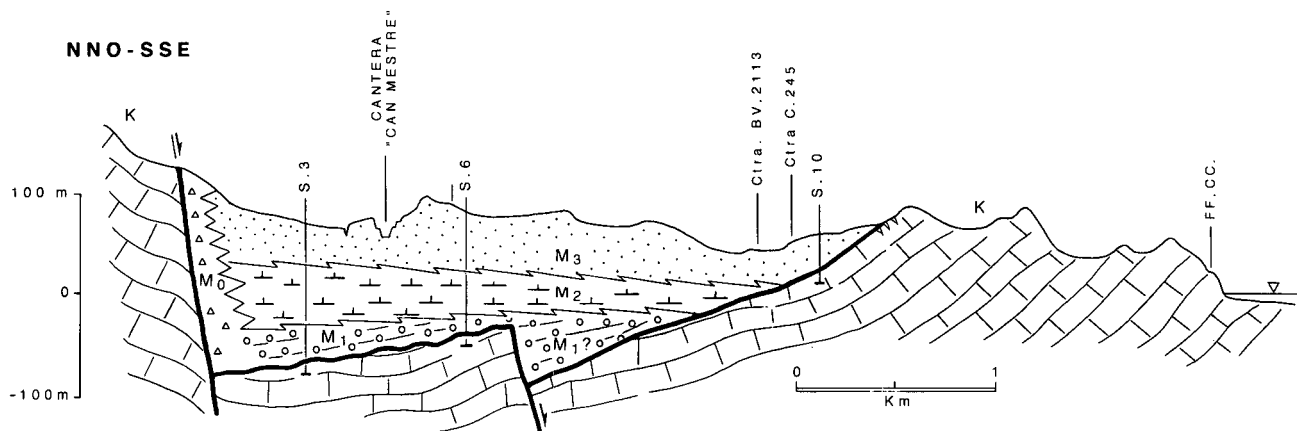 NNO-SSE
K
CANTERA
"CAN MESTRE"
S.3
S.6
Ctra. BV.2113
Ctra C.245
S.10
K
FF.CC.
100 m
0
-100m
M0
M3
M2
M1
M1?
0
1
Km